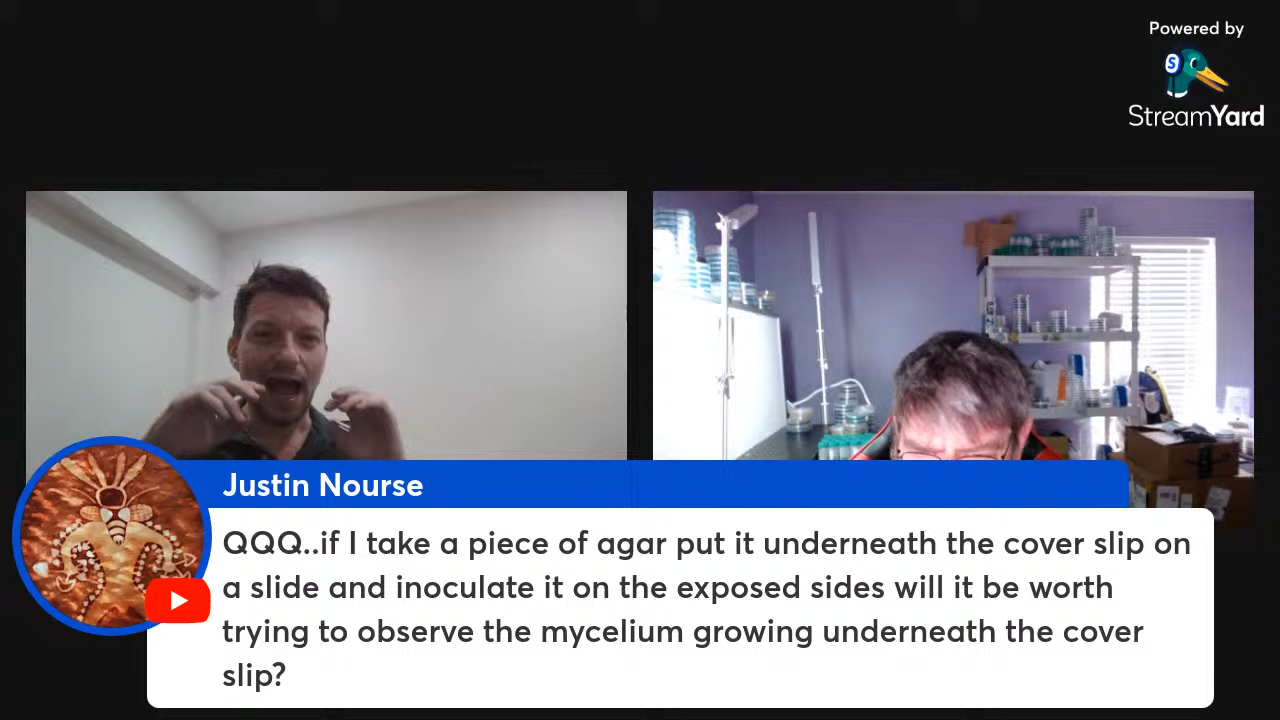 Powered by
StreamYard
Justin Nourse
QQQ..if I take a piece of agar put it underneath the cover slip on
a slide and inoculate it on the exposed sides will it be worth
trying to observe the mycelium growing underneath the cover
slip?